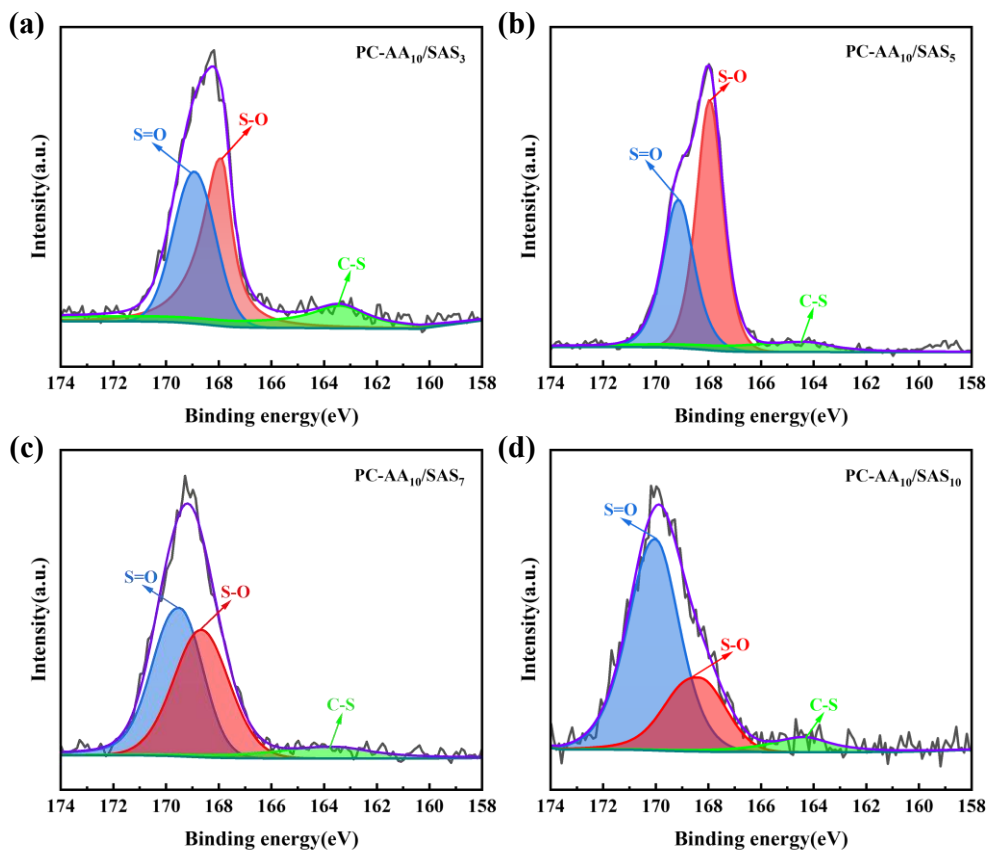 (a)
PC-AA₁₀/SAS₃
S=O
S-O
C-S
Intensity(a.u.)
174 172 170 168 166 164 162 160 158
Binding energy(eV)
(b)
PC-AA₁₀/SAS₅
S-O
S=O
C-S
Intensity(a.u.)
174 172 170 168 166 164 162 160 158
Binding energy(eV)
(c)
PC-AA₁₀/SAS₇
S=O
S-O
C-S
Intensity(a.u.)
174 172 170 168 166 164 162 160 158
Binding energy(eV)
(d)
PC-AA₁₀/SAS₁₀
S=O
S-O
C-S
Intensity(a.u.)
174 172 170 168 166 164 162 160 158
Binding energy(eV)